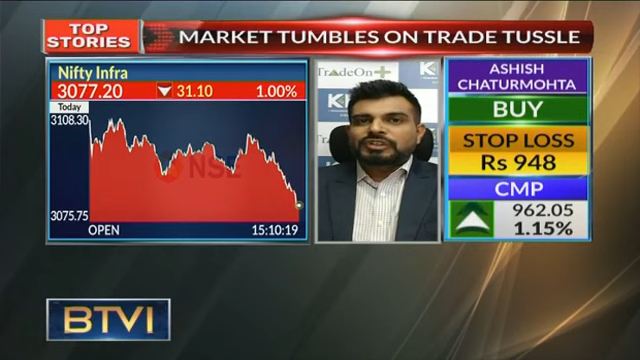 TOP
STORIES
MARKET TUMBLES ON TRADE TUSSLE
Nifty Infra
3077.20
31.10
1.00%
Today
3108.30
NSE
3075.75
OPEN
15:10:19
TradeOn
ASHISH
CHATURMOHTA
BUY
STOP LOSS
Rs 948
CMP
962.05
1.15%
BTVI